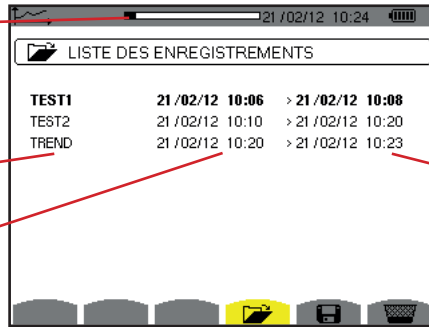 21/02/12 10:24
LISTE DES ENREGISTREMENTS
TEST1 21/02/12 10:06 > 21/02/12 10:08
TEST2 21/02/12 10:10 > 21/02/12 10:20
TREND 21/02/12 10:20 > 21/02/12 10:23